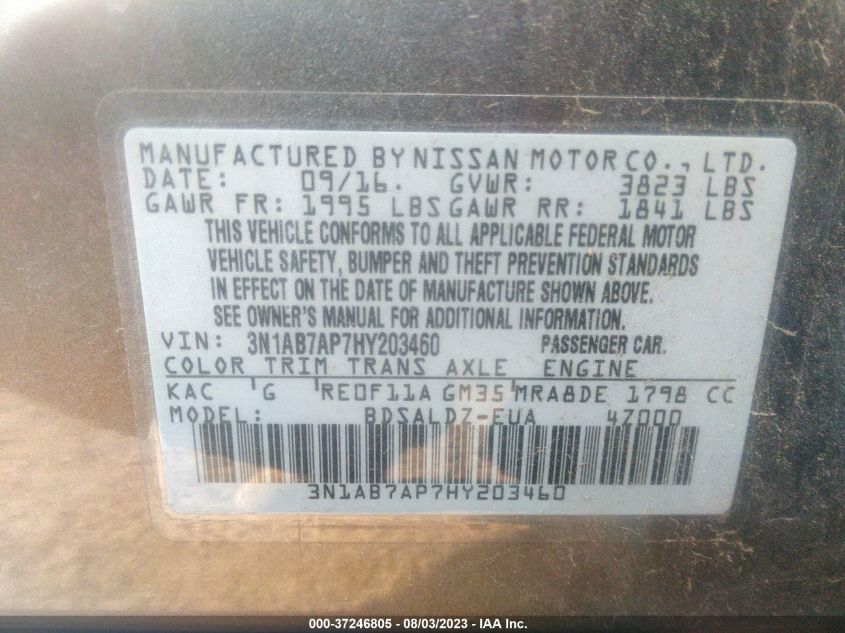 MANUFACTURED BY NISSAN MOTOR CO., LTD.
DATE: 09/16. GVWR: 3823 LBS
GAWR FR: 1995 LBS GAWR RR: 1841 LBS
THIS VEHICLE CONFORMS TO ALL APPLICABLE FEDERAL MOTOR
VEHICLE SAFETY, BUMPER AND THEFT PREVENTION STANDARDS
IN EFFECT ON THE DATE OF MANUFACTURE SHOWN ABOVE.
SEE OWNER'S MANUAL FOR ADDITIONAL INFORMATION.
VIN: 3N1AB7AP7HY203460 PASSENGER CAR.
COLOR TRIM TRANS AXLE ENGINE
KAC G RE0F11A GM35 MRA8DE 1798 CC
MODEL: BDSALDZ-EUA 4Z000
3N1AB7AP7HY203460
000-37246805 - 08/03/2023 - IAA Inc.